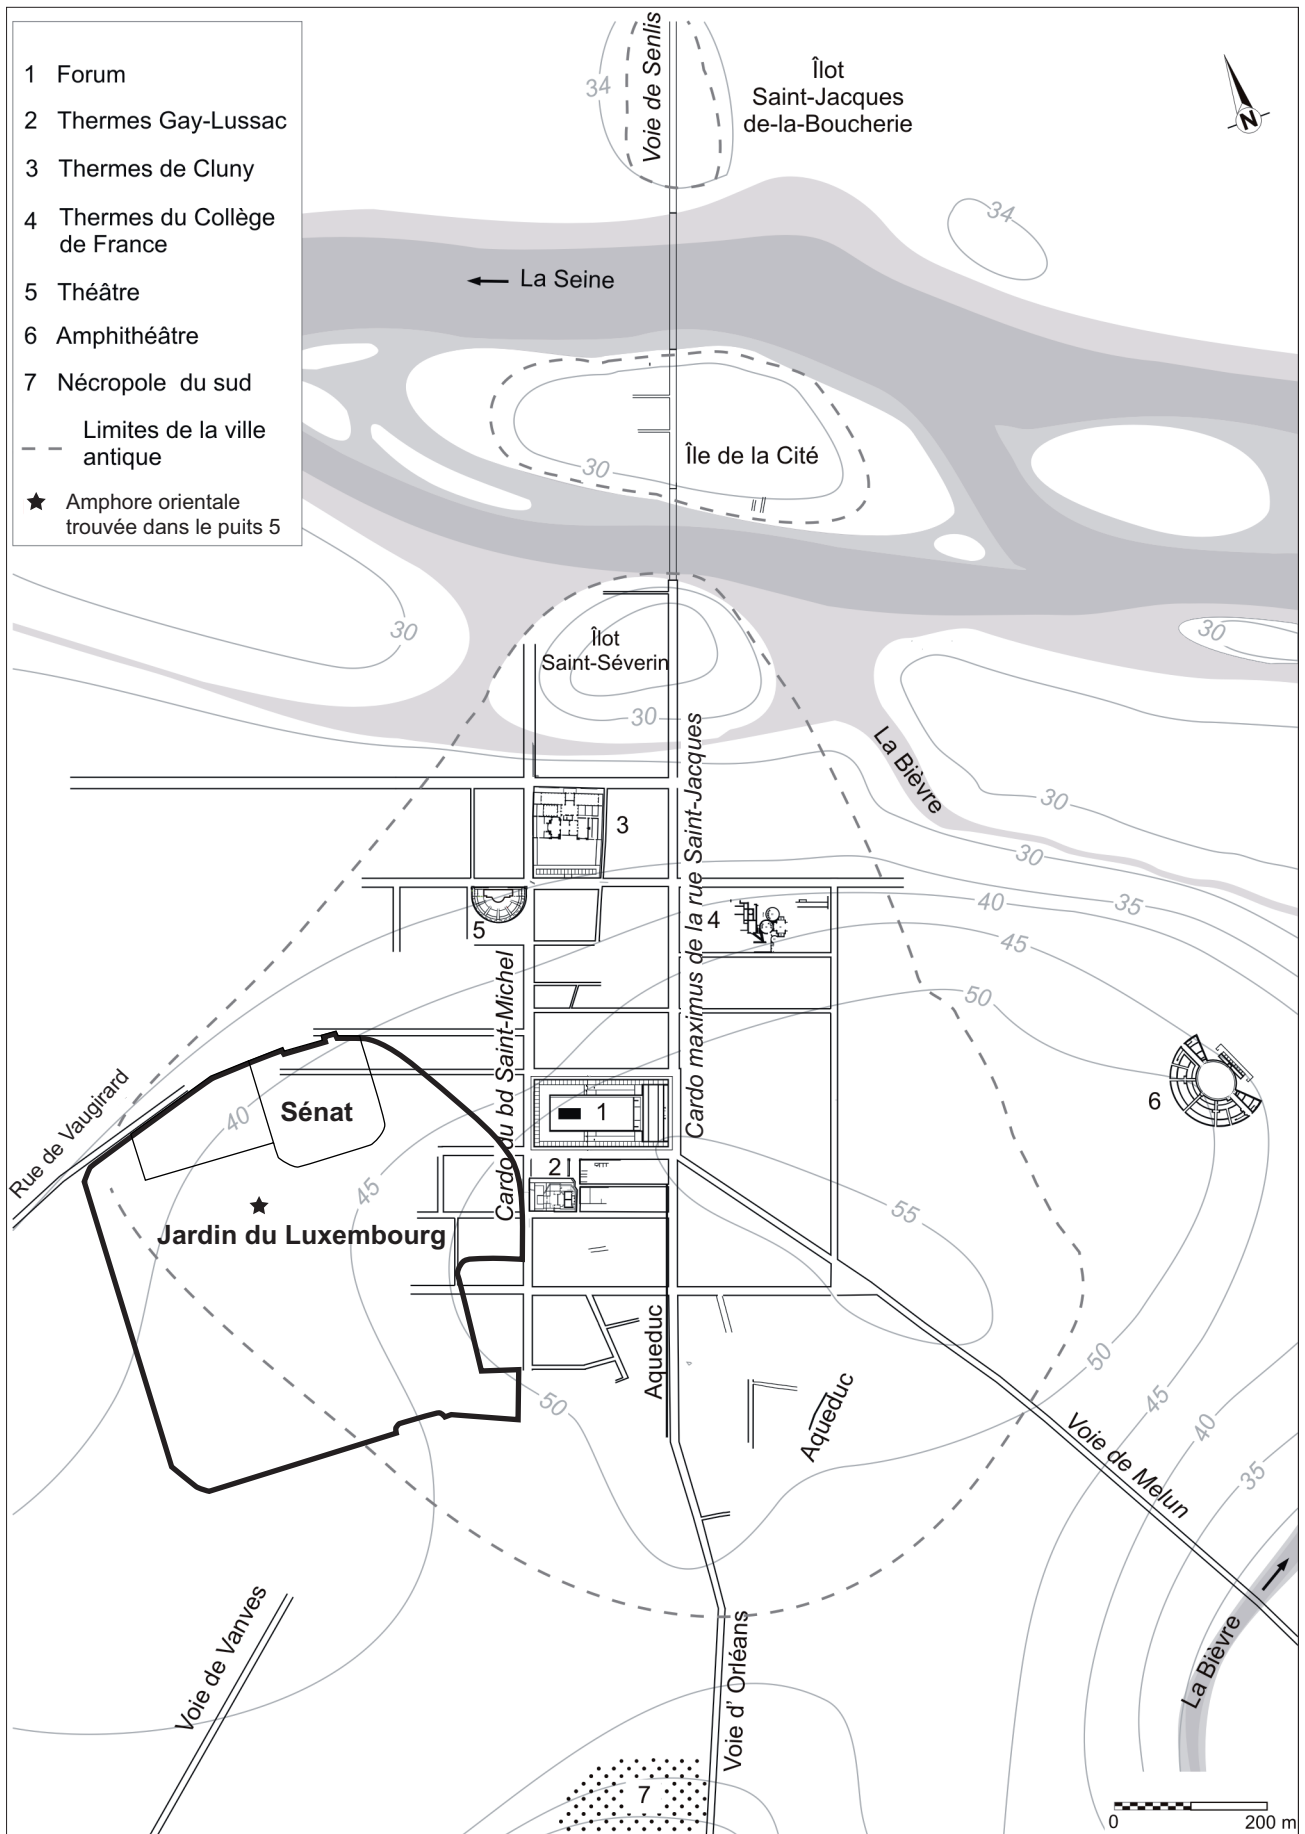 1 Forum
2 Thermes Gay-Lussac
3 Thermes de Cluny
4 Thermes du Collège
de France
5 Théâtre
6 Amphithéâtre
7 Nécropole du sud
Limites de la ville
antique
Amphore orientale
trouvée dans le puits 5
Voie de Senlis
34
Îlot
Saint-Jacques
de-la-Boucherie
N
34
La Seine
Île de la Cité
30
30
Îlot
Saint-Séverin
30
30
La Bièvre
30
30
35
40
45
50
3
4
5
6
Cardo maximus de la rue Saint-Jacques
Cardo du bd Saint-Michel
Rue de Vaugirard
40
Sénat
1
2
45
Jardin du Luxembourg
55
Aqueduc
Aqueduc
50
50
45
40
35
Voie de Melun
La Bièvre
Voie de Vanves
Voie d' Orléans
7
0 200 m